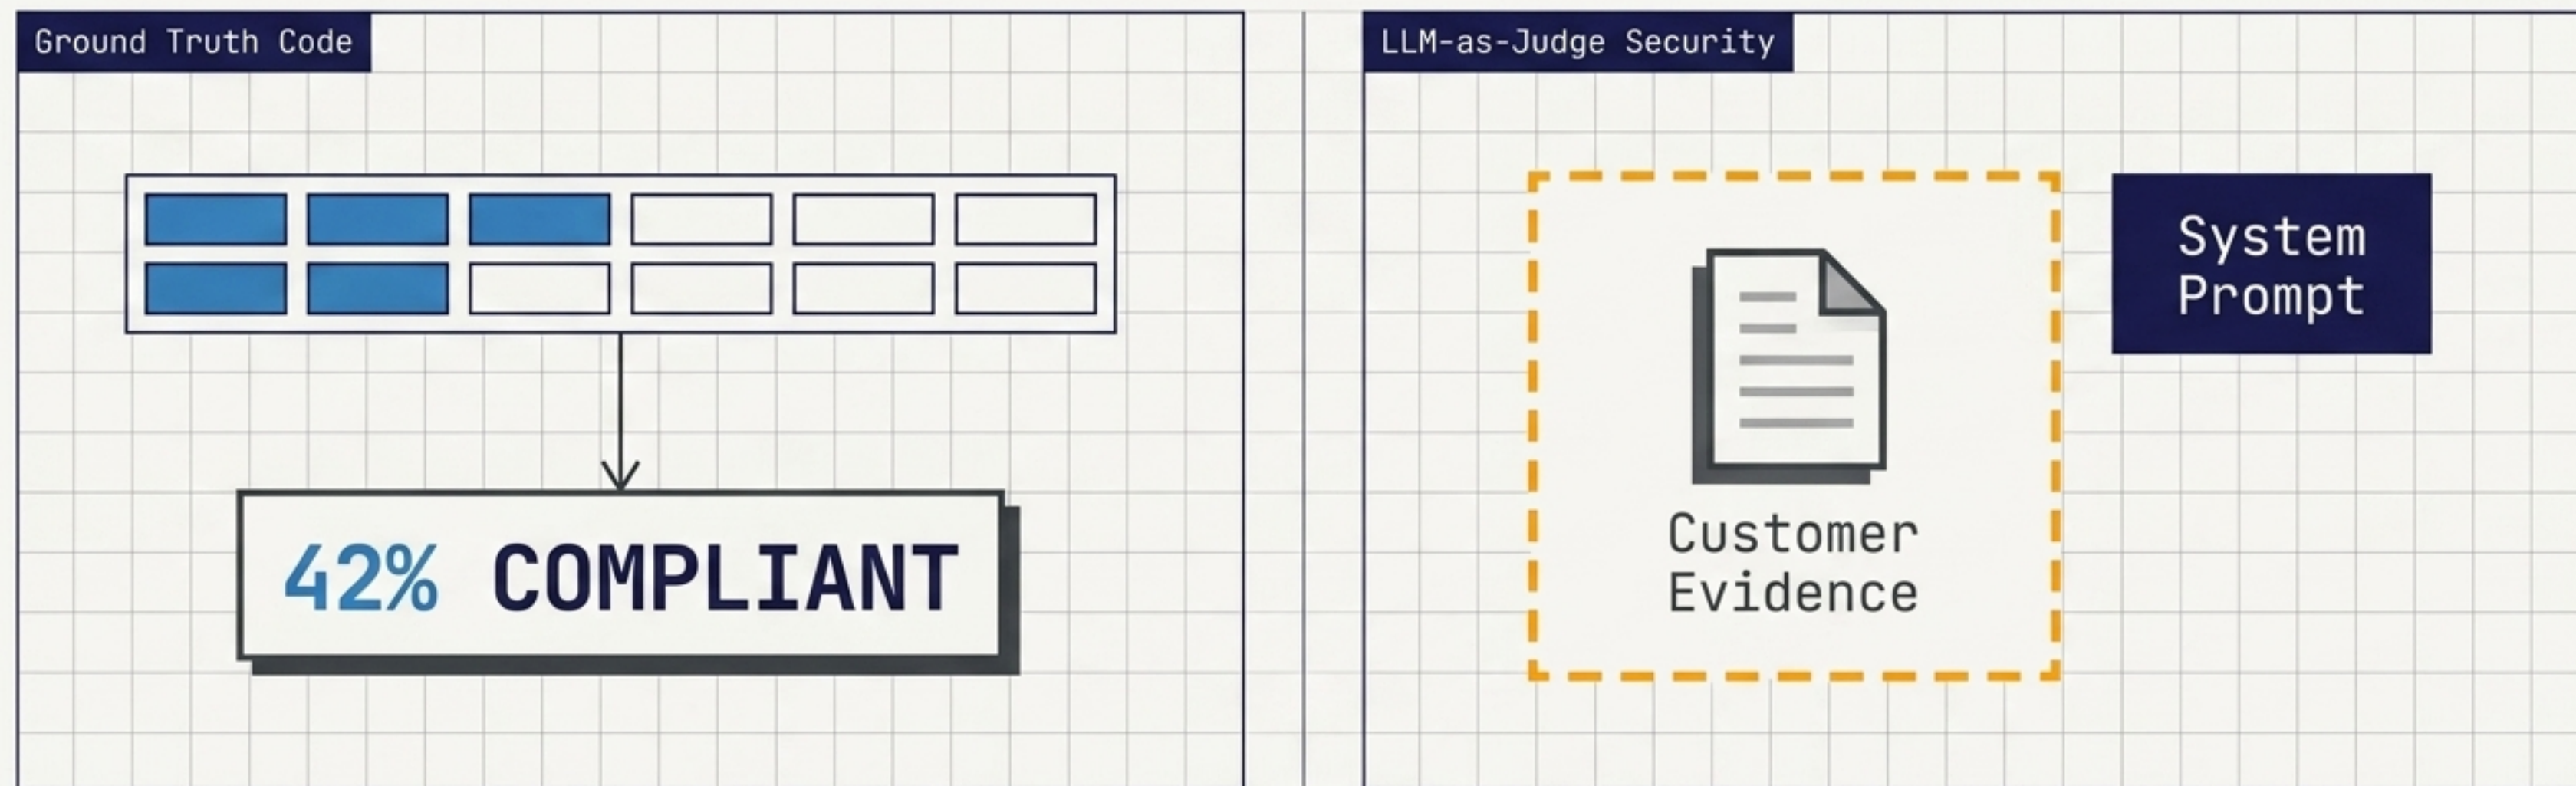 Ground Truth Code
42% COMPLIANT
LLM-as-Judge Security
Customer
Evidence
System
Prompt